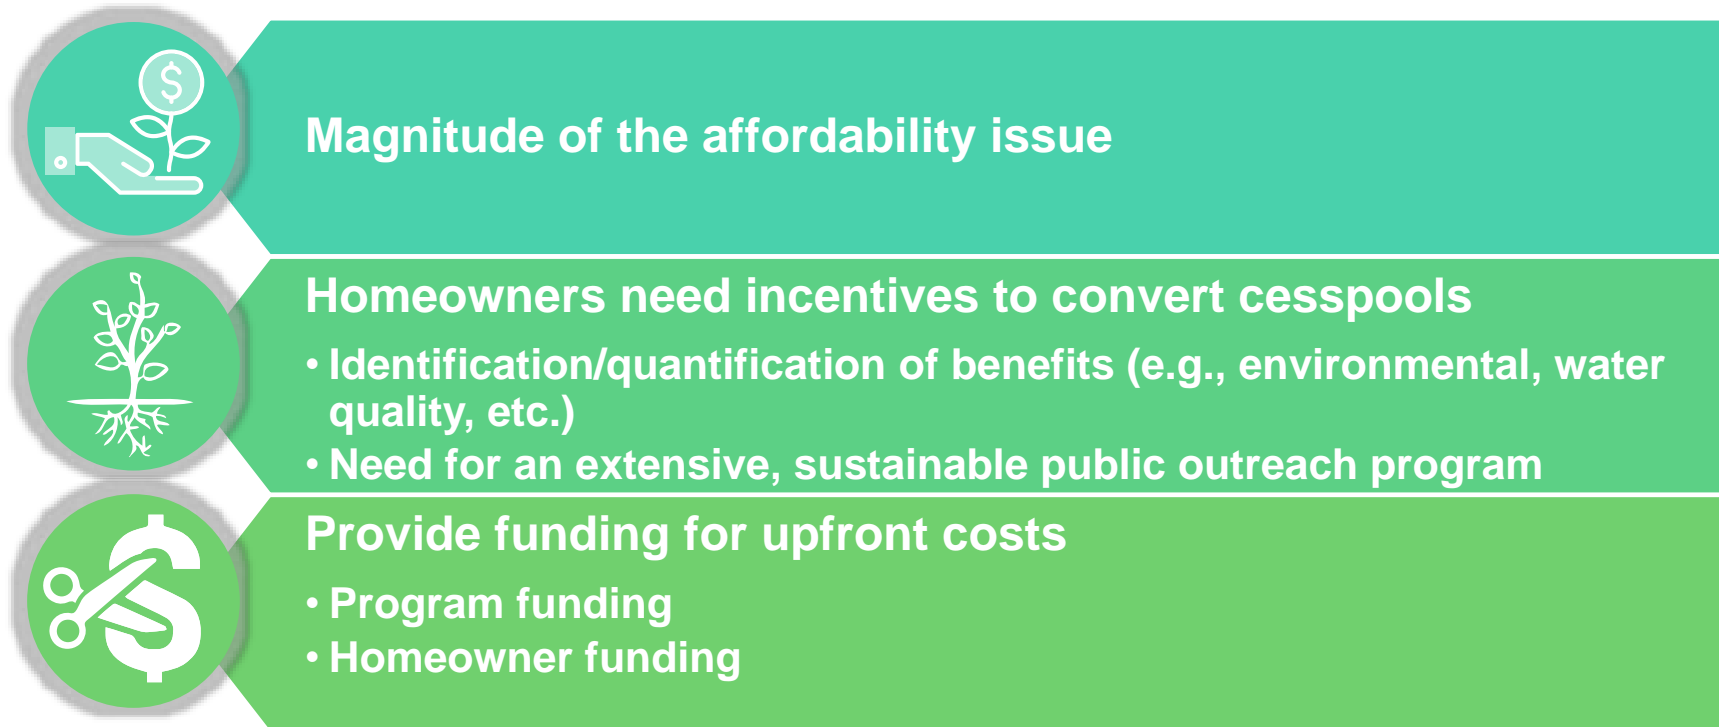 Magnitude of the affordability issue
Homeowners need incentives to convert cesspools
• Identification/quantification of benefits (e.g., environmental, water
quality, etc.)
• Need for an extensive, sustainable public outreach program
Provide funding for upfront costs
• Program funding
• Homeowner funding